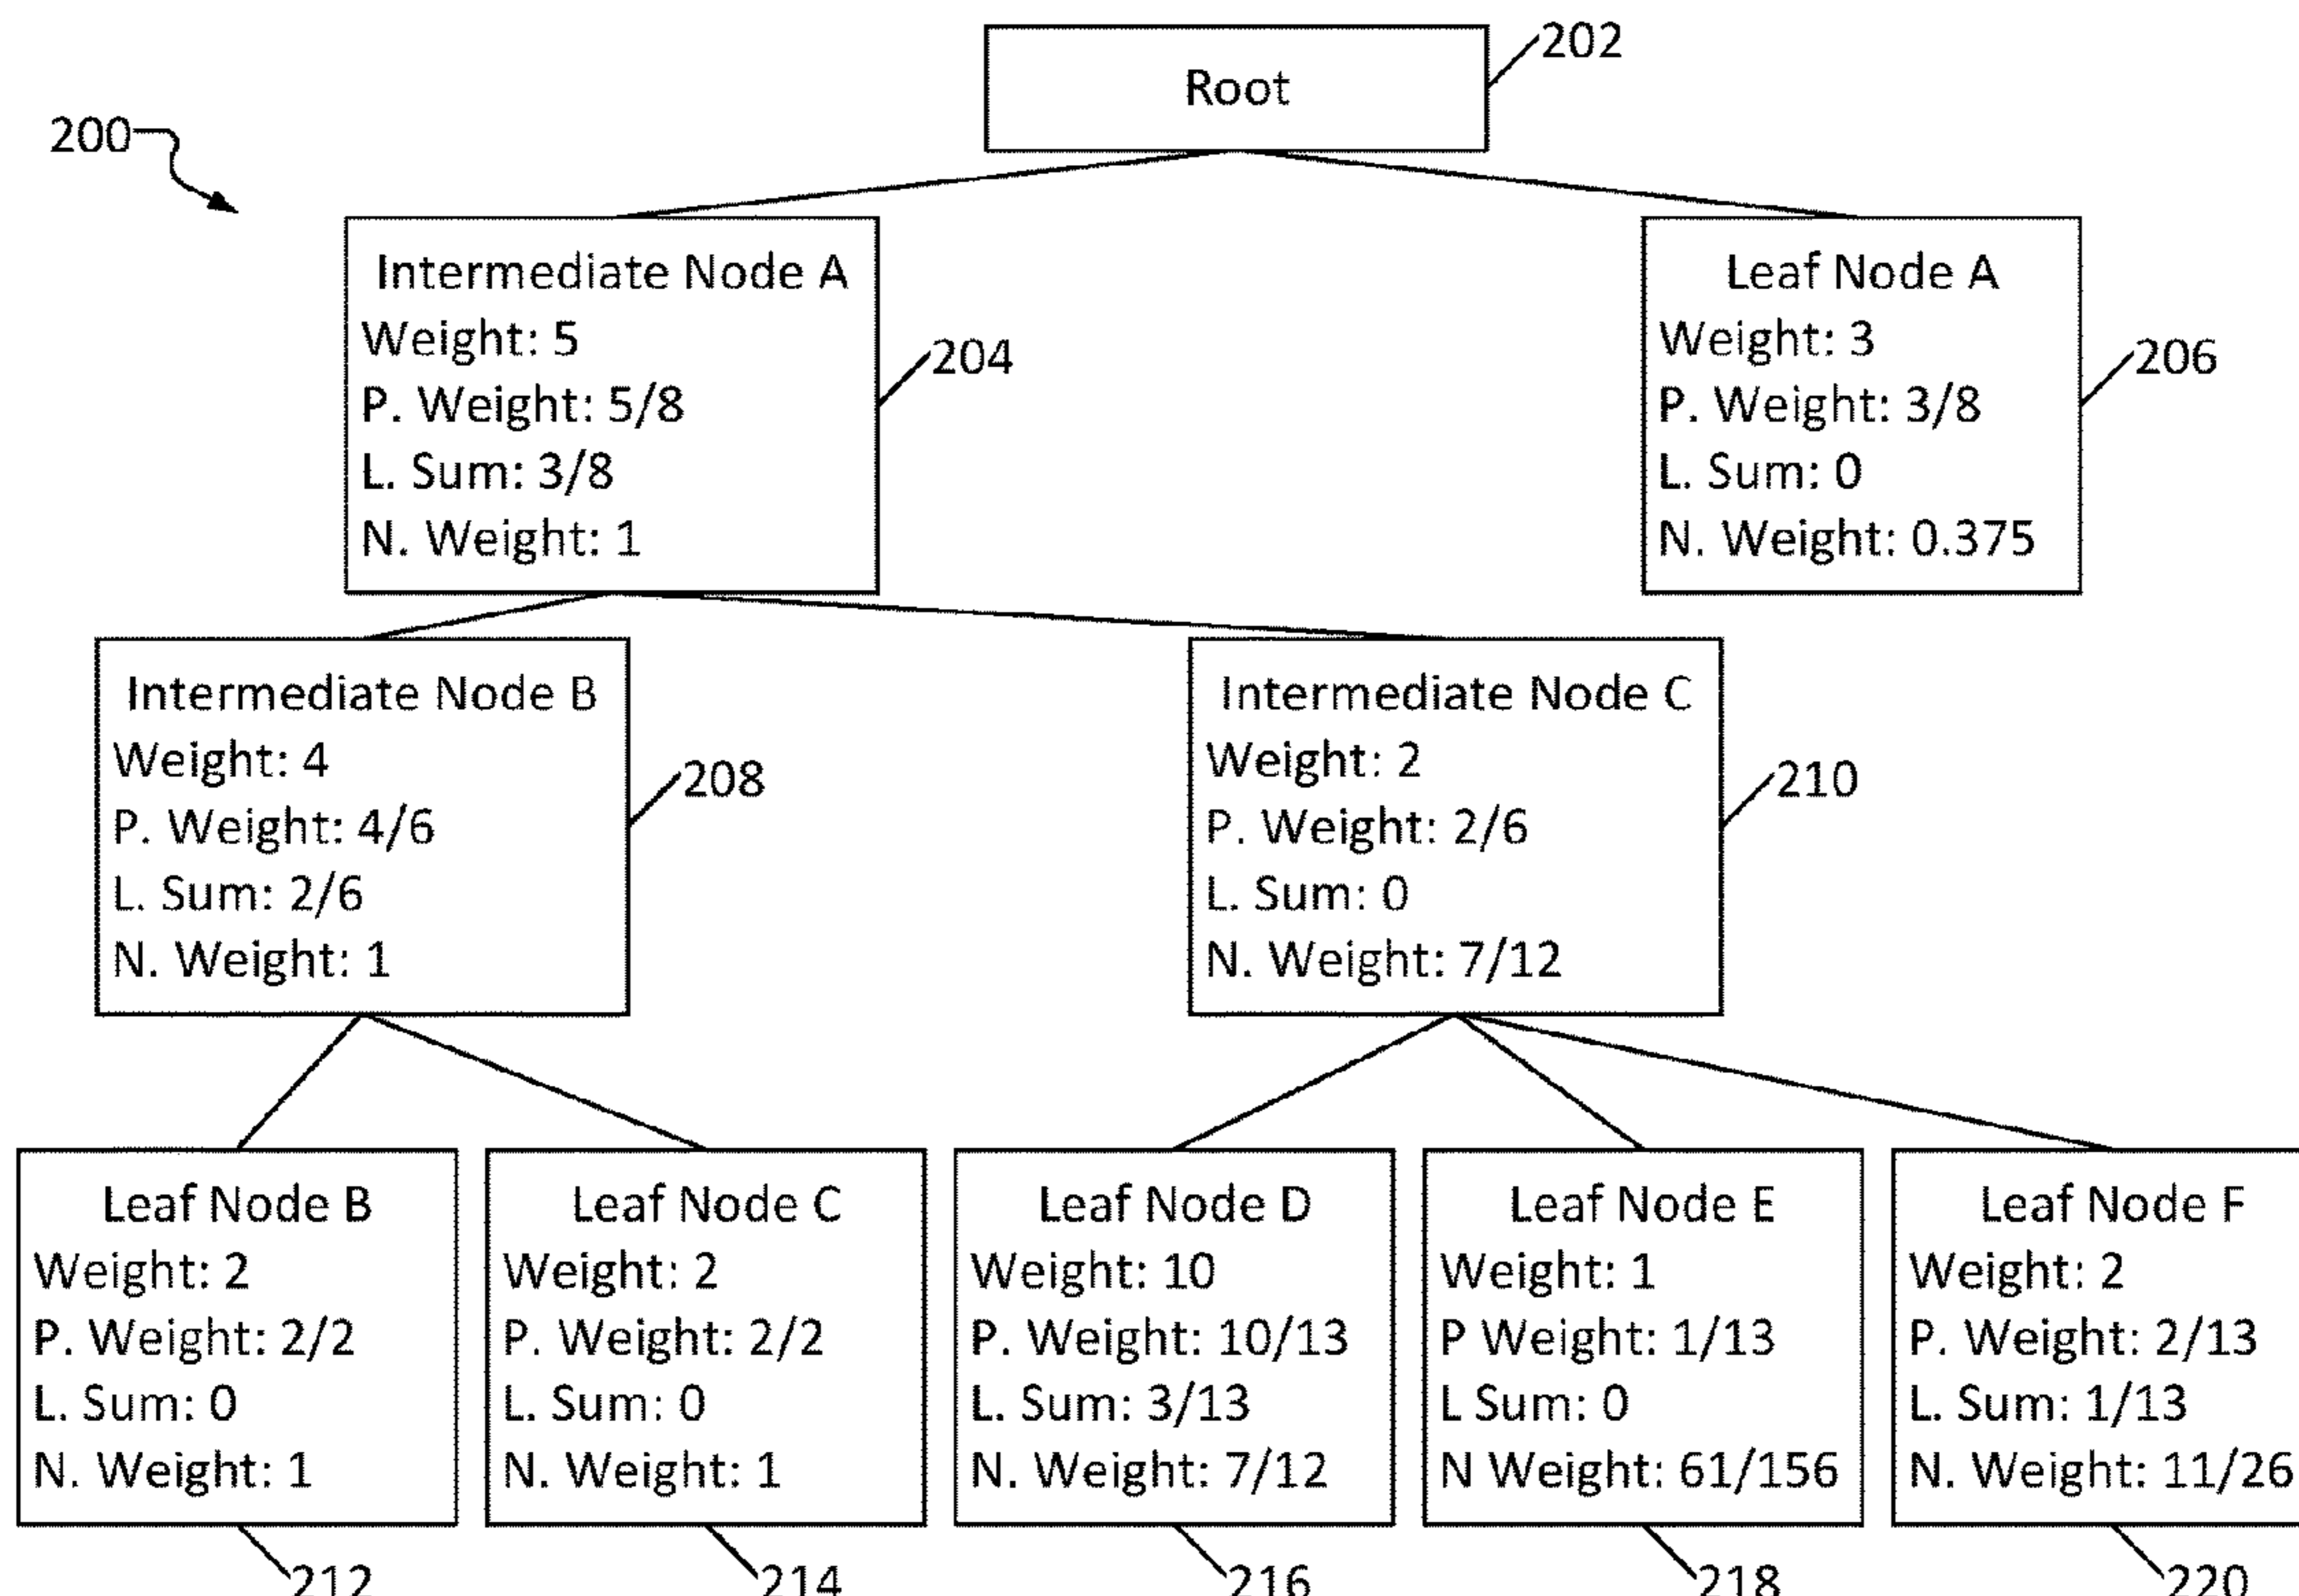 202
Root
200
Intermediate Node A
Weight: 5
P. Weight: 5/8
L. Sum: 3/8
N. Weight: 1
204
Leaf Node A
Weight: 3
P. Weight: 3/8
L. Sum: 0
N. Weight: 0.375
206
Intermediate Node B
Weight: 4
P. Weight: 4/6
L. Sum: 2/6
N. Weight: 1
208
Intermediate Node C
Weight: 2
P. Weight: 2/6
L. Sum: 0
N. Weight: 7/12
210
Leaf Node B
Weight: 2
P. Weight: 2/2
L. Sum: 0
N. Weight: 1
212
Leaf Node C
Weight: 2
P. Weight: 2/2
L. Sum: 0
N. Weight: 1
214
Leaf Node D
Weight: 10
P. Weight: 10/13
L. Sum: 3/13
N. Weight: 7/12
216
Leaf Node E
Weight: 1
P Weight: 1/13
L Sum: 0
N Weight: 61/156
218
Leaf Node F
Weight: 2
P. Weight: 2/13
L. Sum: 1/13
N. Weight: 11/26
220